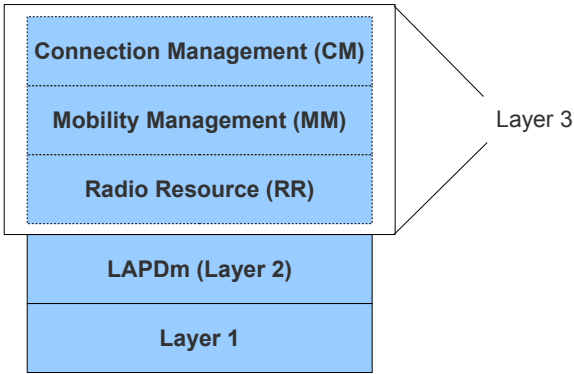 Connection Management (CM)
Mobility Management (MM)
Layer 3
Radio Resource (RR)
LAPDm (Layer 2)
Layer 1